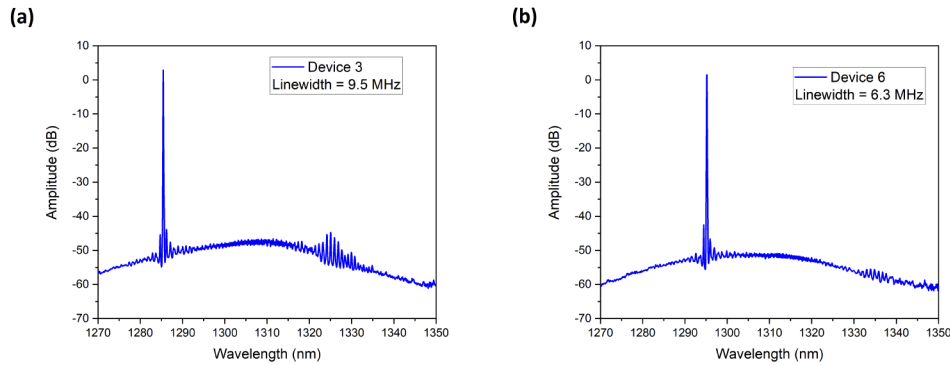 (a)
10
0
-10
-20
-30
-40
-50
-60
-70
Amplitude (dB)
Device 3
Linewidth = 9.5 MHz
1270 1280 1290 1300 1310 1320 1330 1340 1350
Wavelength (nm)
(b)
10
0
-10
-20
-30
-40
-50
-60
-70
Amplitude (dB)
Device 6
Linewidth = 6.3 MHz
1270 1280 1290 1300 1310 1320 1330 1340 1350
Wavelength (nm)